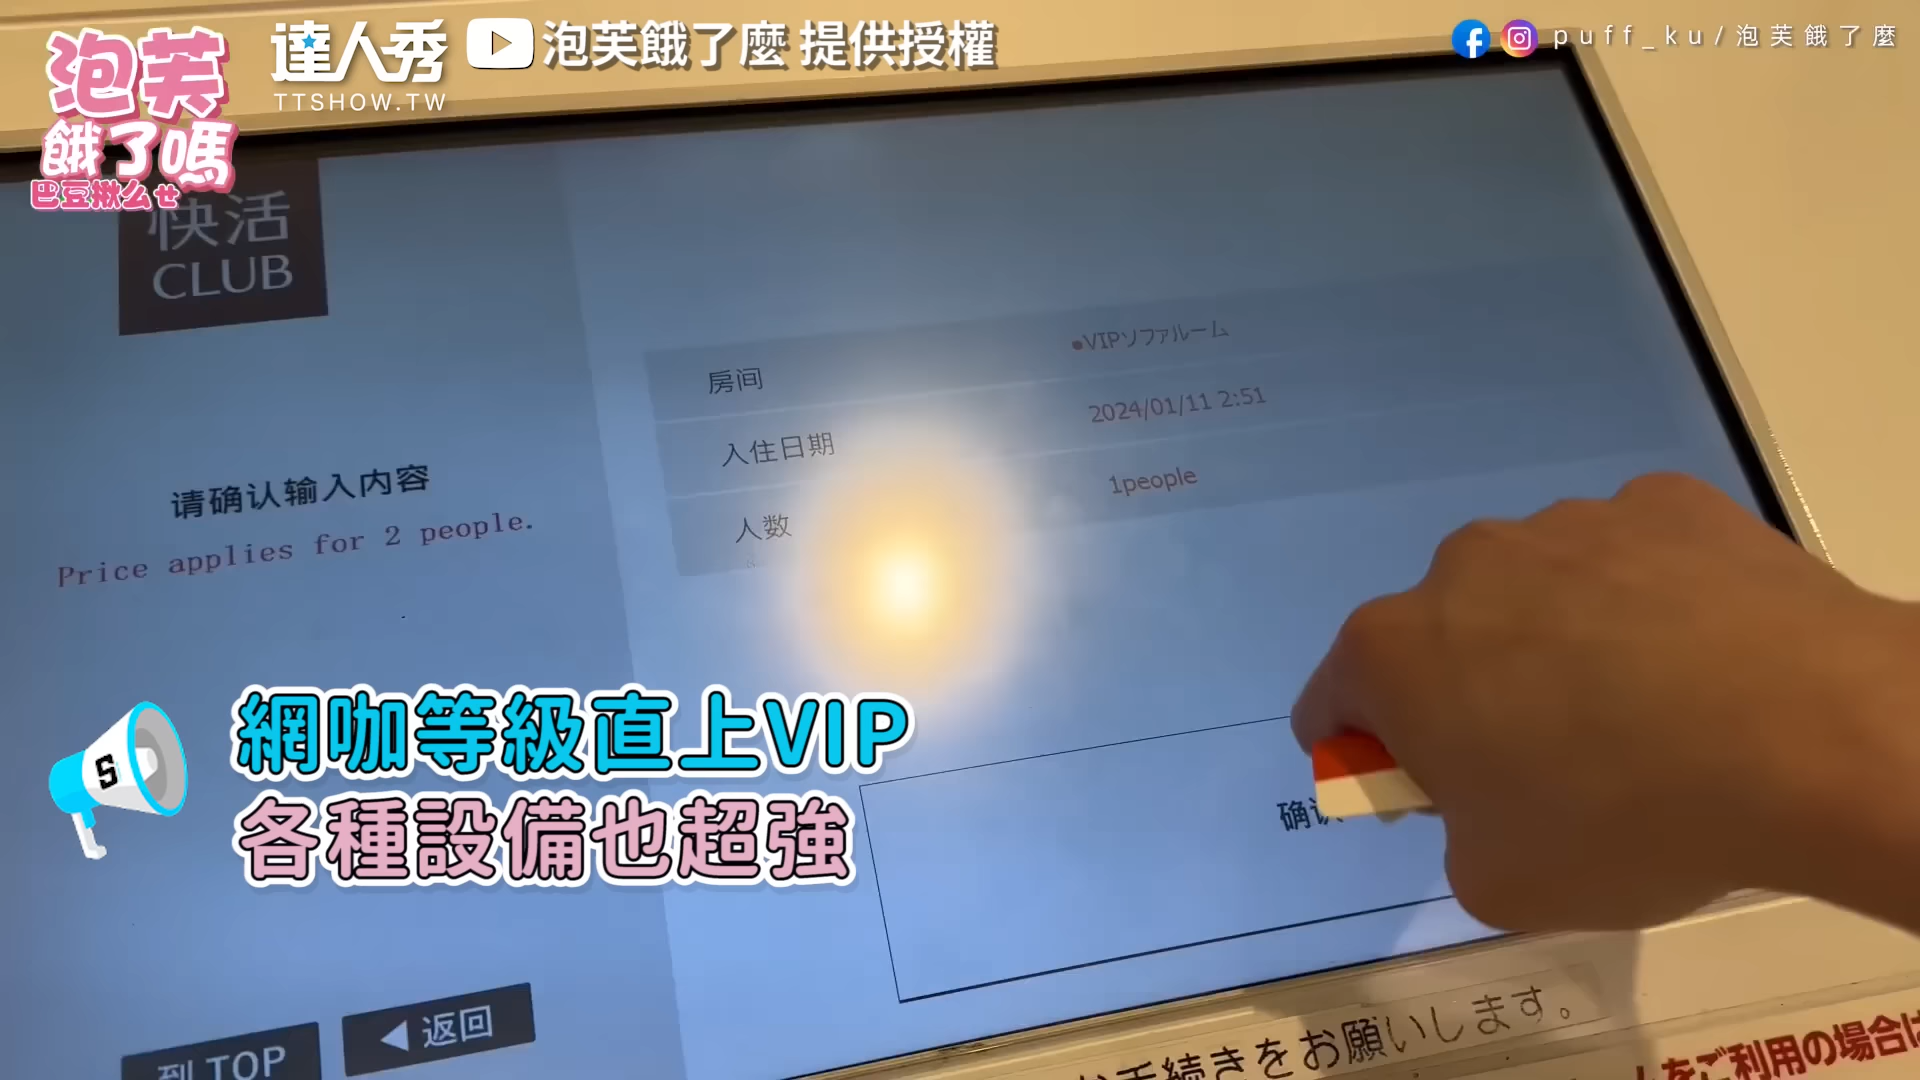 泡芙
餓了嗎
巴豆揪么ㄝ
達人秀
TTSHOW.TW
泡芙餓了麼 提供授權
puff_ku/泡芙餓了麼
快活
CLUB
请确认输入内容
Price applies for 2 people.
房间
●VIPソファルーム
入住日期
2024/01/11 2:51
人数
1people
确认
網咖等級直上VIP
各種設備也超強
S
到 TOP
◀ 返回
手続きをお願いします。
をご利用の場合は